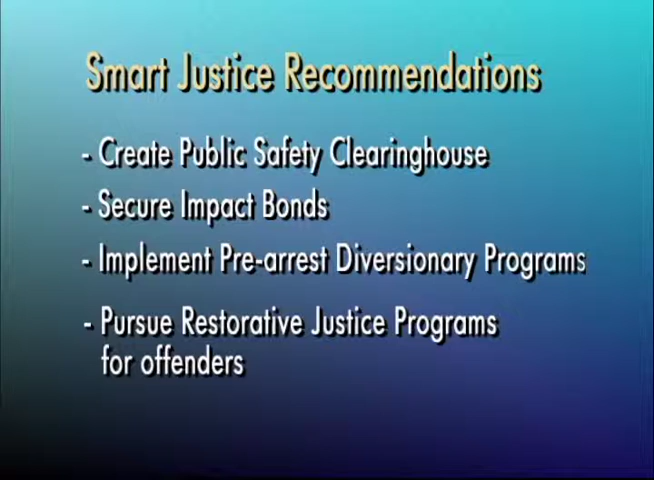 Smart Justice Recommendations
- Create Public Safety Clearinghouse
- Secure Impact Bonds
- Implement Pre-arrest Diversionary Programs
- Pursue Restorative Justice Programs
for offenders